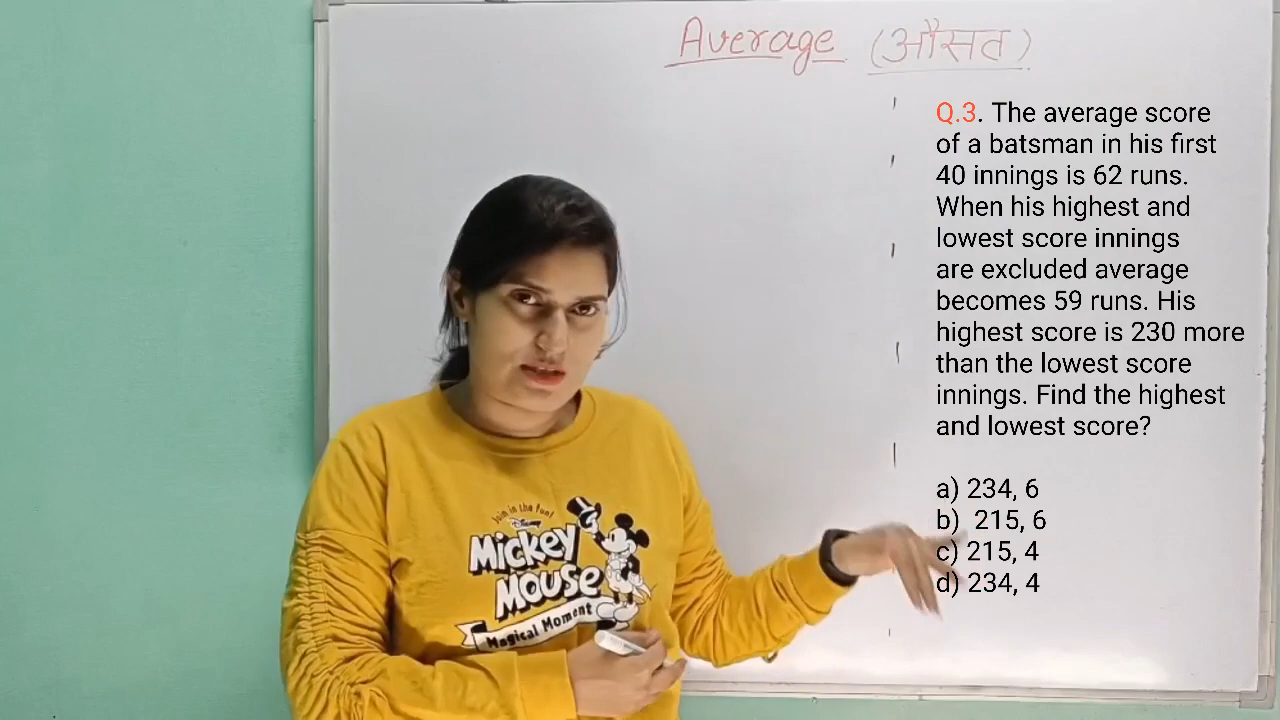 Average (औसत)
Q.3. The average score
of a batsman in his first
40 innings is 62 runs.
When his highest and
lowest score innings
are excluded average
becomes 59 runs. His
highest score is 230 more
than the lowest score
innings. Find the highest
and lowest score?
a) 234, 6
b) 215, 6
c) 215, 4
d) 234, 4
Join in the fun!
Disney
Mickey
Mouse
Magical Moment